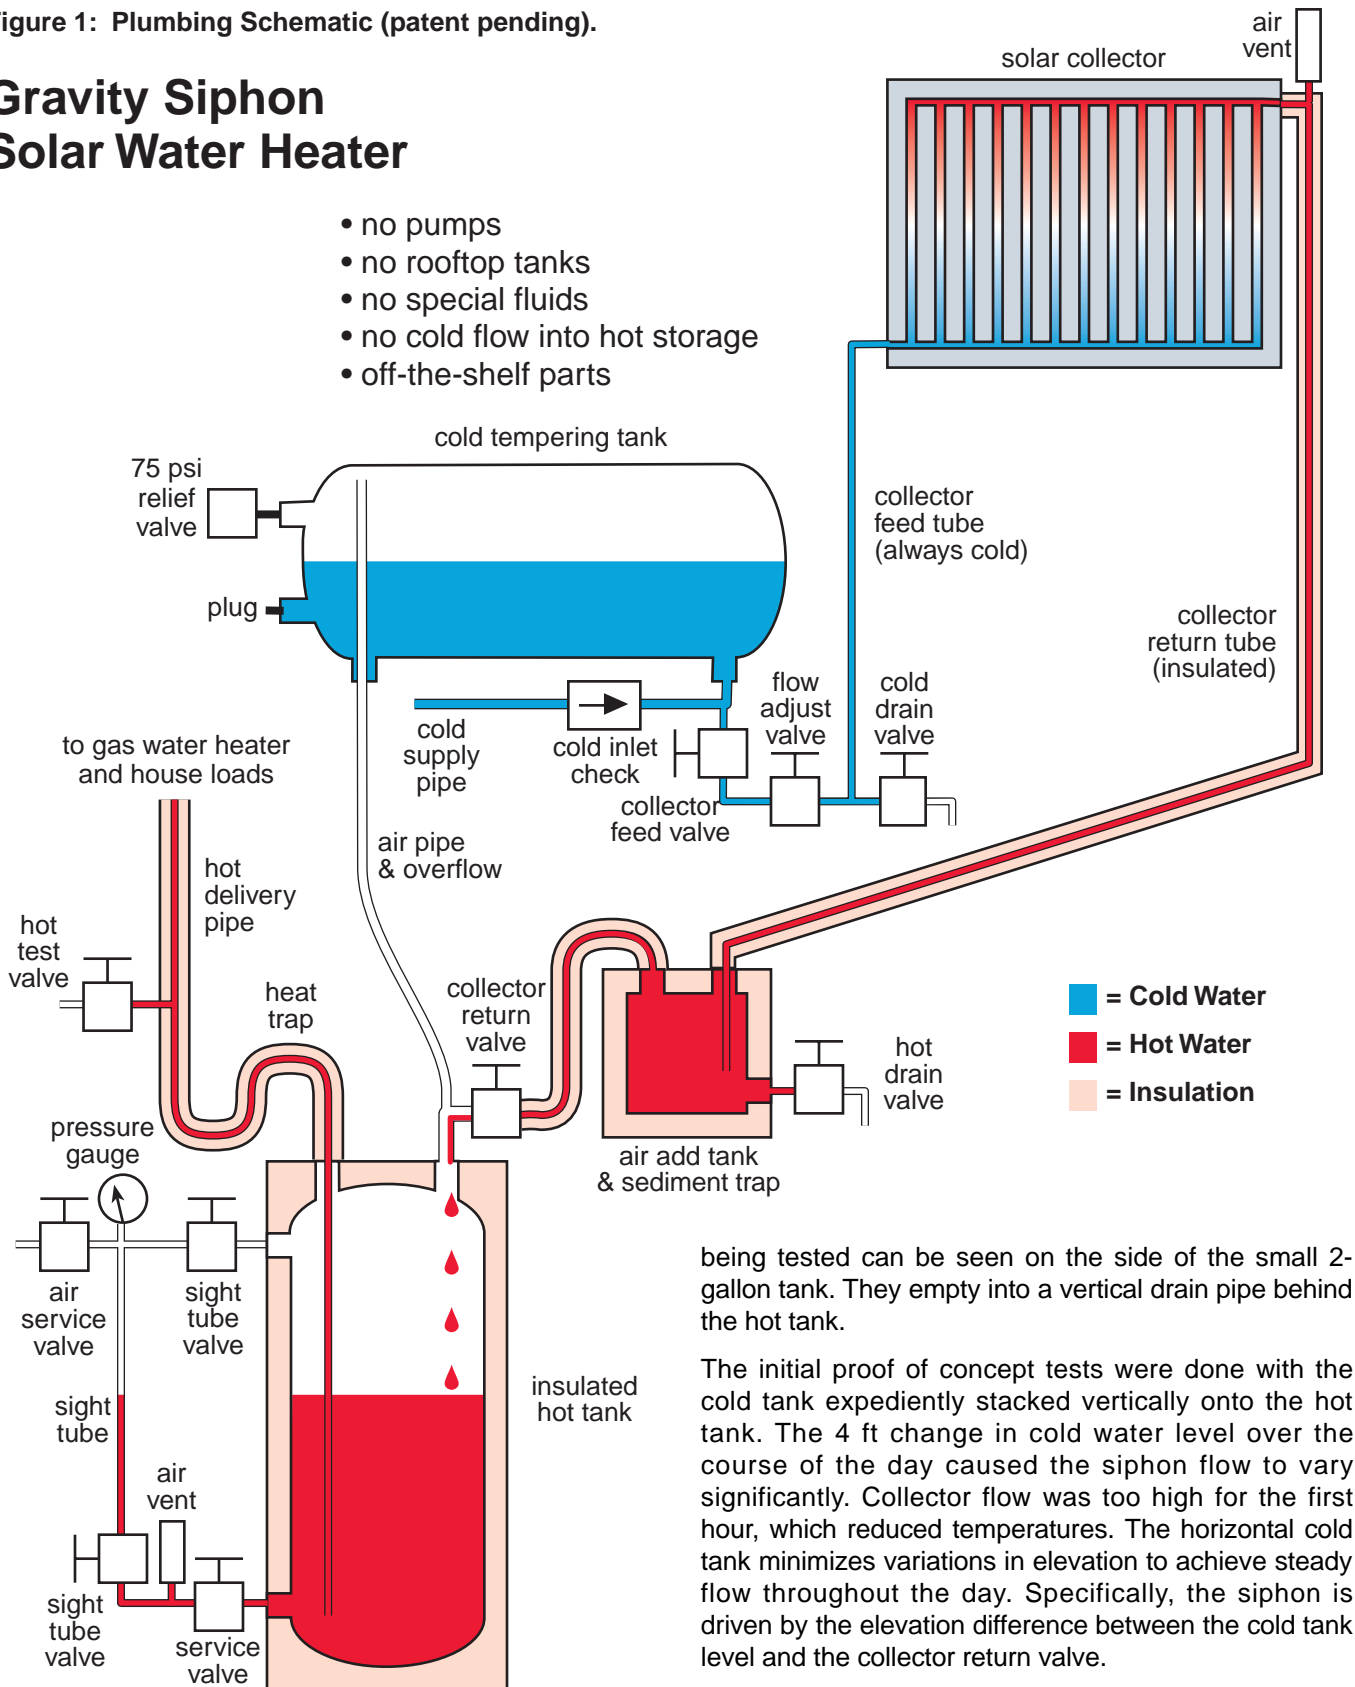 igure 1:  Plumbing Schematic (patent pending).
Gravity Siphon
Solar Water Heater
• no pumps
• no rooftop tanks
• no special fluids
• no cold flow into hot storage
• off-the-shelf parts
air
vent
solar collector
cold tempering tank
75 psi
relief
valve
plug
collector
feed tube
(always cold)
collector
return tube
(insulated)
cold
supply
pipe
cold inlet
check
flow
adjust
valve
cold
drain
valve
collector
feed valve
to gas water heater
and house loads
air pipe
& overflow
hot
delivery
pipe
hot
test
valve
heat
trap
collector
return
valve
= Cold Water
= Hot Water
= Insulation
hot
drain
valve
air add tank
& sediment trap
pressure
gauge
air
service
valve
sight
tube
valve
sight
tube
insulated
hot tank
air
vent
sight
tube
valve
service
valve
being tested can be seen on the side of the small 2-
gallon tank. They empty into a vertical drain pipe behind
the hot tank.
The initial proof of concept tests were done with the
cold tank expediently stacked vertically onto the hot
tank. The 4 ft change in cold water level over the
course of the day caused the siphon flow to vary
significantly. Collector flow was too high for the first
hour, which reduced temperatures. The horizontal cold
tank minimizes variations in elevation to achieve steady
flow throughout the day. Specifically, the siphon is
driven by the elevation difference between the cold tank
level and the collector return valve.